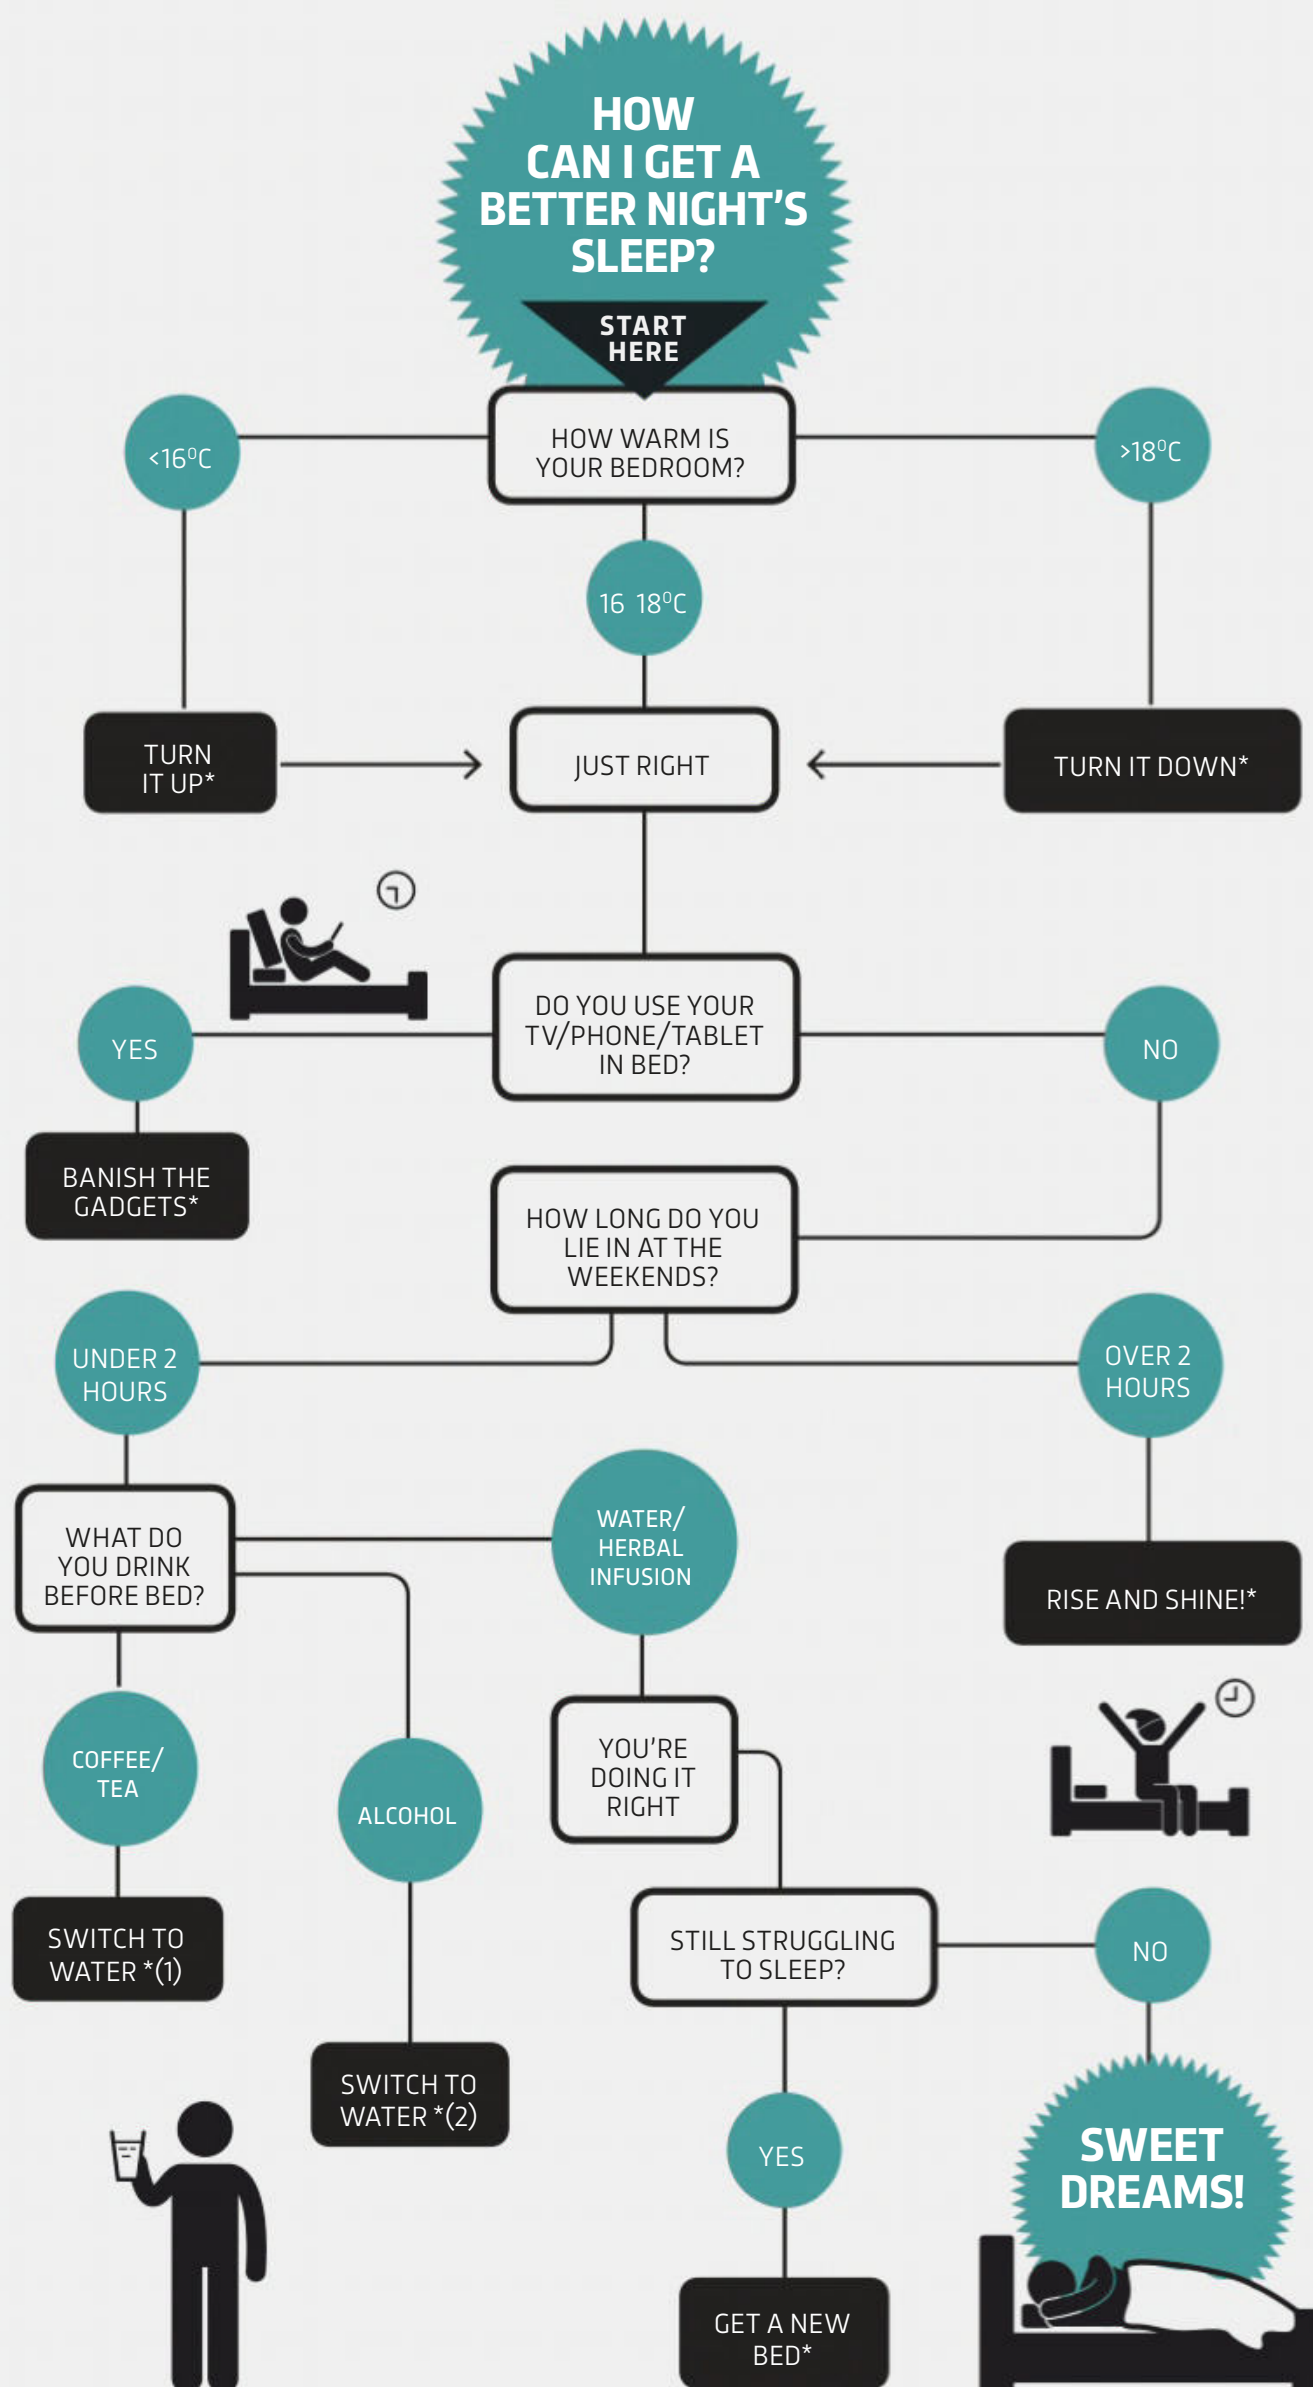 HOW
CAN I GET A
BETTER NIGHT'S
SLEEP?
START
HERE
HOW WARM IS
YOUR BEDROOM?
<16⁰C
>18⁰C
16 18⁰C
TURN
IT UP*
JUST RIGHT
TURN IT DOWN*
DO YOU USE YOUR
TV/PHONE/TABLET
IN BED?
YES
NO
BANISH THE
GADGETS*
HOW LONG DO YOU
LIE IN AT THE
WEEKENDS?
UNDER 2
HOURS
OVER 2
HOURS
WHAT DO
YOU DRINK
BEFORE BED?
WATER/
HERBAL
INFUSION
RISE AND SHINE!*
COFFEE/
TEA
ALCOHOL
YOU'RE
DOING IT
RIGHT
SWITCH TO
WATER *(1)
STILL STRUGGLING
TO SLEEP?
NO
SWITCH TO
WATER *(2)
YES
SWEET
DREAMS!
GET A NEW
BED*